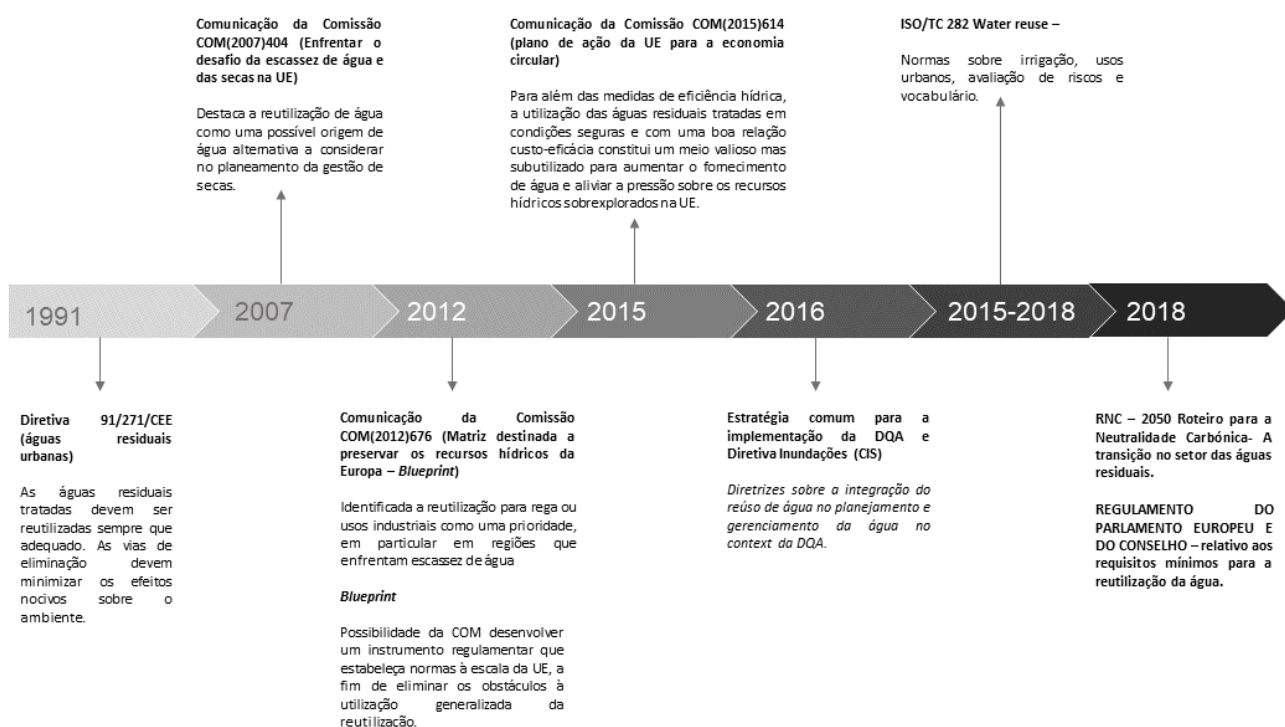 Comunicação da Comissão
COM(2007)404 (Enfrentar o
desafio da escassez de água e
das secas na UE)
Destaca a reutilização de água
como uma possível origem de
água alternativa a considerar
no planeamento da gestão de
secas.
Comunicação da Comissão COM(2015)614
(plano de ação da UE para a economia
circular)
Para além das medidas de eficiência hídrica,
a utilização das águas residuais tratadas em
condições seguras e com uma boa relação
custo-eficácia constitui um meio valioso mas
subutilizado para aumentar o fornecimento
de água e aliviar a pressão sobre os recursos
hídricos sobrexplorados na UE.
ISO/TC 282 Water reuse –
Normas sobre irrigação, usos
urbanos, avaliação de riscos e
vocabulário.
1991
2007
2012
2015
2016
2015-2018
2018
Diretiva 91/271/CEE
(águas residuais
urbanas)
As águas residuais
tratadas devem ser
reutilizadas sempre que
adequado. As vias de
eliminação devem
minimizar os efeitos
nocivos sobre o
ambiente.
Comunicação da Comissão
COM(2012)676 (Matriz destinada a
preservar os recursos hídricos da
Europa – Blueprint)
Identificada a reutilização para rega ou
usos industriais como uma prioridade,
em particular em regiões que
enfrentam escassez de água
Blueprint
Possibilidade da COM desenvolver
um instrumento regulamentar que
estabeleça normas à escala da UE, a
fim de eliminar os obstáculos à
utilização generalizada da
reutilização.
Estratégia comum para a
implementação da DQA e
Diretiva Inundações (CIS)
Diretrizes sobre a integração do
reúso de água no planejamento e
gerenciamento da água no
context da DQA.
RNC – 2050 Roteiro para a
Neutralidade Carbónica- A
transição no setor das águas
residuais.
REGULAMENTO DO
PARLAMENTO EUROPEU E
DO CONSELHO – relativo aos
requisitos mínimos para a
reutilização da água.